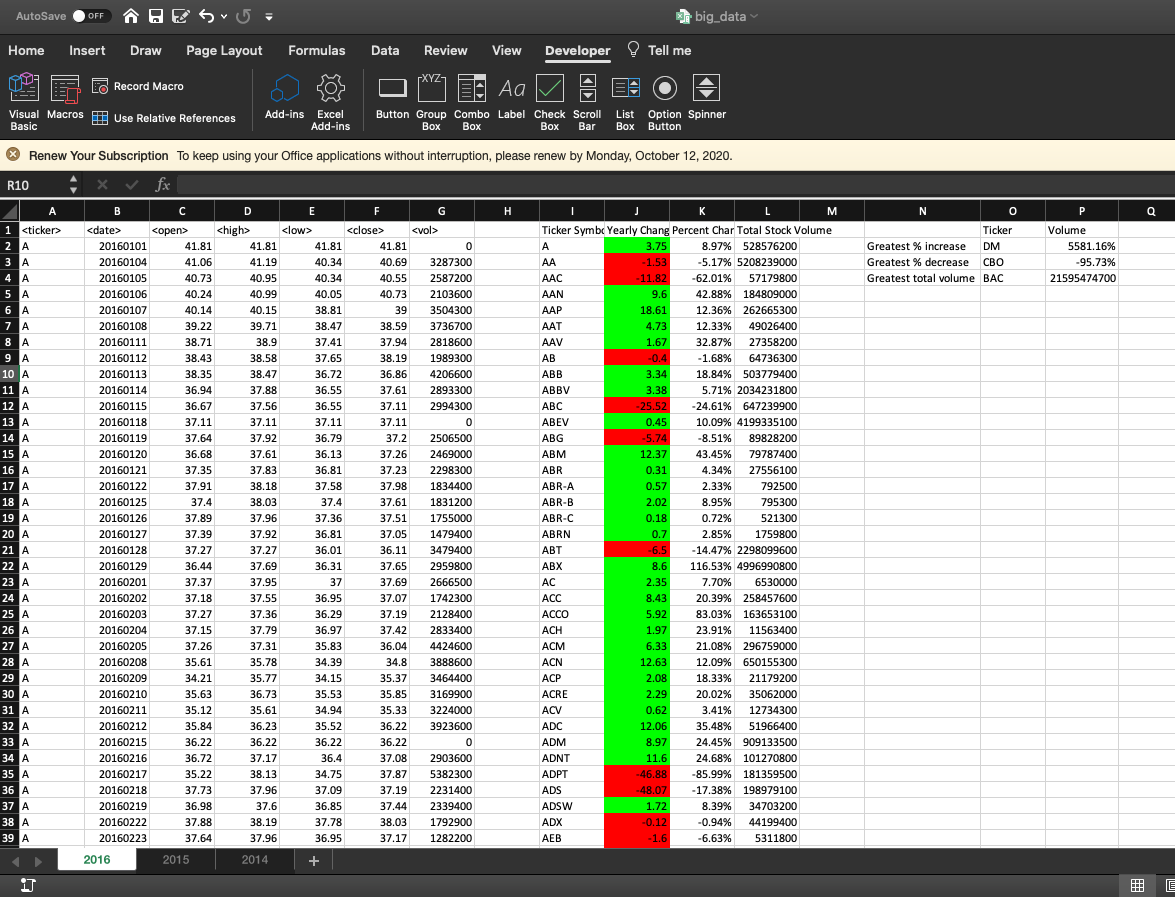 AutoSave OFF big_data
Home Insert Draw Page Layout Formulas Data Review View Developer Tell me
Visual Basic Macros Record Macro Use Relative References Add-ins Excel Add-ins Button Group Box Combo Box Label Check Box Scroll Bar List Box Option Button Spinner
XYZ Aa
Renew Your Subscription To keep using your Office applications without interruption, please renew by Monday, October 12, 2020.
R10 fx
A B C D E F G H I J K L M N O P Q
1 <ticker> <date> <open> <high> <low> <close> <vol> Ticker Symbo Yearly Chang Percent Char Total Stock Volume Ticker Volume
2 A 20160101 41.81 41.81 41.81 41.81 0 A 3.75 8.97% 528576200 Greatest % increase DM 5581.16%
3 A 20160104 41.06 41.19 40.34 40.69 3287300 AA -1.53 -5.17% 5208239000 Greatest % decrease CBO -95.73%
4 A 20160105 40.73 40.95 40.34 40.55 2587200 AAC -11.82 -62.01% 57179800 Greatest total volume BAC 21595474700
5 A 20160106 40.24 40.99 40.05 40.73 2103600 AAN 9.6 42.88% 184809000
6 A 20160107 40.14 40.15 38.81 39 3504300 AAP 18.61 12.36% 262665300
7 A 20160108 39.22 39.71 38.47 38.59 3736700 AAT 4.73 12.33% 49026400
8 A 20160111 38.71 38.9 37.41 37.94 2818600 AAV 1.67 32.87% 27358200
9 A 20160112 38.43 38.58 37.65 38.19 1989300 AB -0.4 -1.68% 64736300
10 A 20160113 38.35 38.47 36.72 36.86 4206600 ABB 3.34 18.84% 503779400
11 A 20160114 36.94 37.88 36.55 37.61 2893300 ABBV 3.38 5.71% 2034231800
12 A 20160115 36.67 37.56 36.55 37.11 2994300 ABC -25.52 -24.61% 647239900
13 A 20160118 37.11 37.11 37.11 37.11 0 ABEV 0.45 10.09% 4199335100
14 A 20160119 37.64 37.92 36.79 37.2 2506500 ABG -5.74 -8.51% 89828200
15 A 20160120 36.68 37.61 36.13 37.26 2469000 ABM 12.37 43.45% 79787400
16 A 20160121 37.35 37.83 36.81 37.23 2298300 ABR 0.31 4.34% 27556100
17 A 20160122 37.91 38.18 37.58 37.98 1834400 ABR-A 0.57 2.33% 792500
18 A 20160125 37.4 38.03 37.4 37.61 1831200 ABR-B 2.02 8.95% 795300
19 A 20160126 37.89 37.96 37.36 37.51 1755000 ABR-C 0.18 0.72% 521300
20 A 20160127 37.39 37.92 36.81 37.05 1479400 ABRN 0.7 2.85% 1759800
21 A 20160128 37.27 37.27 36.01 36.11 3479400 ABT -6.5 -14.47% 2298099600
22 A 20160129 36.44 37.69 36.31 37.65 2959800 ABX 8.6 116.53% 4996990800
23 A 20160201 37.37 37.95 37 37.69 2666500 AC 2.35 7.70% 6530000
24 A 20160202 37.18 37.55 36.95 37.07 1742300 ACC 8.43 20.39% 258457600
25 A 20160203 37.27 37.36 36.29 37.19 2128400 ACCO 5.92 83.03% 163653100
26 A 20160204 37.15 37.79 36.97 37.42 2833400 ACH 1.97 23.91% 11563400
27 A 20160205 37.26 37.31 35.83 36.04 4424600 ACM 6.33 21.08% 296759000
28 A 20160208 35.61 35.78 34.39 34.8 3888600 ACN 12.63 12.09% 650155300
29 A 20160209 34.21 35.77 34.15 35.37 3464400 ACP 2.08 18.33% 21179200
30 A 20160210 35.63 36.73 35.53 35.85 3169900 ACRE 2.29 20.02% 35062000
31 A 20160211 35.12 35.61 34.94 35.33 3224000 ACV 0.62 3.41% 12734300
32 A 20160212 35.84 36.23 35.52 36.22 3923600 ADC 12.06 35.48% 51966400
33 A 20160215 36.22 36.22 36.22 36.22 0 ADM 8.97 24.45% 909133500
34 A 20160216 36.72 37.17 36.4 37.08 2903600 ADNT 11.6 24.68% 101270800
35 A 20160217 35.22 38.13 34.75 37.87 5382300 ADPT -46.88 -85.99% 181359500
36 A 20160218 37.73 37.96 37.09 37.19 2231400 ADS -48.07 -17.38% 198979100
37 A 20160219 36.98 37.6 36.85 37.44 2339400 ADSW 1.72 8.39% 34703200
38 A 20160222 37.88 38.19 37.78 38.03 1792900 ADX -0.12 -0.94% 44199400
39 A 20160223 37.64 37.96 36.95 37.17 1282200 AEB -1.6 -6.63% 5311800
2016 2015 2014 +